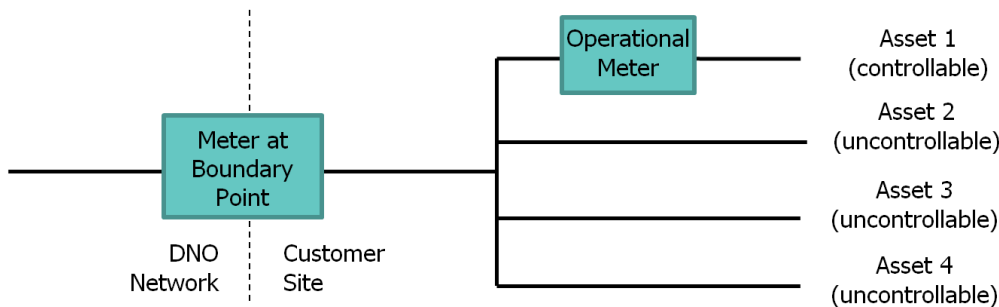 Operational
Meter
Asset 1
(controllable)
Asset 2
(uncontrollable)
Meter at
Boundary
Point
Asset 3
(uncontrollable)
DNO
Network
Customer
Site
Asset 4
(uncontrollable)